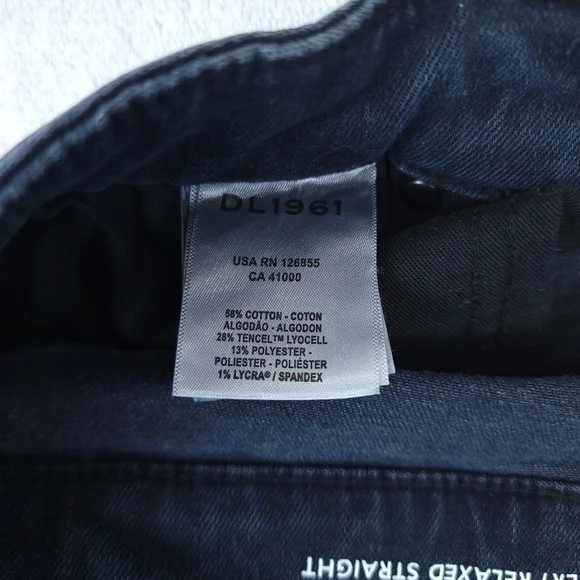 DL1961
USA RN 126855
CA 41000
58% COTTON - COTON
ALGODÃO - ALGODON
28% TENCEL™ LYOCELL
13% POLYESTER -
POLIESTER - POLIÉSTER
1% LYCRA® / SPANDEX
RELAXED STRAIGHT